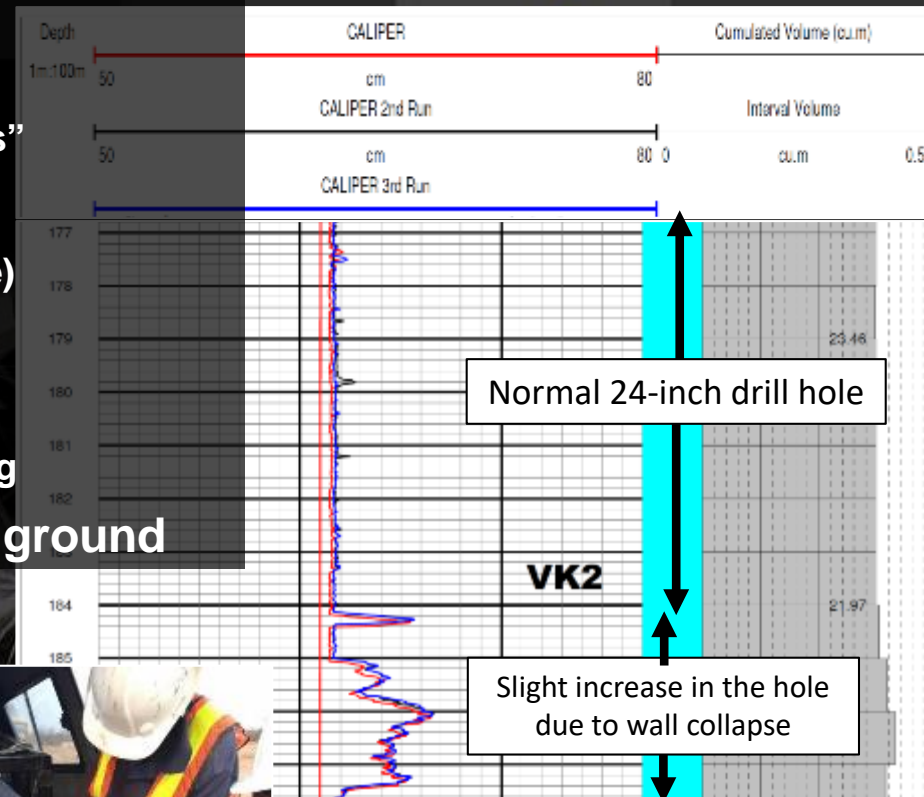 Depth
CALIPER
Cumulated Volume (cu.m)
1m:100m
50
cm
80
CALIPER 2nd Run
Interval Volume
s”
50
cm
80
0
cu.m
0.5
CALIPER 3rd Run
177
)
178
179
23.46
Normal 24-inch drill hole
180
181
g
182
ground
VK2
184
21.97
185
Slight increase in the hole
due to wall collapse